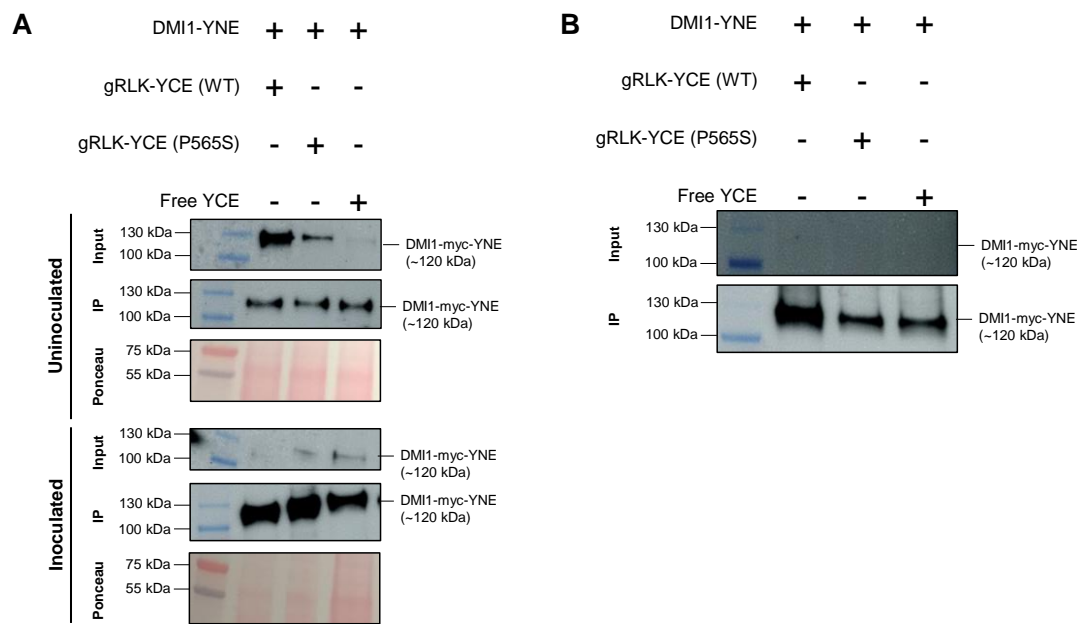 A
DMI1-YNE + + +
gRLK-YCE (WT) + - -
gRLK-YCE (P565S) - + -
Free YCE - - +
Uninoculated
Input
130 kDa
100 kDa
DMI1-myc-YNE
(~120 kDa)
IP
130 kDa
100 kDa
DMI1-myc-YNE
(~120 kDa)
Ponceau
75 kDa
55 kDa
Inoculated
Input
130 kDa
100 kDa
DMI1-myc-YNE
(~120 kDa)
IP
130 kDa
100 kDa
DMI1-myc-YNE
(~120 kDa)
Ponceau
75 kDa
55 kDa
B
DMI1-YNE + + +
gRLK-YCE (WT) + - -
gRLK-YCE (P565S) - + -
Free YCE - - +
Input
130 kDa
100 kDa
DMI1-myc-YNE
(~120 kDa)
IP
130 kDa
100 kDa
DMI1-myc-YNE
(~120 kDa)